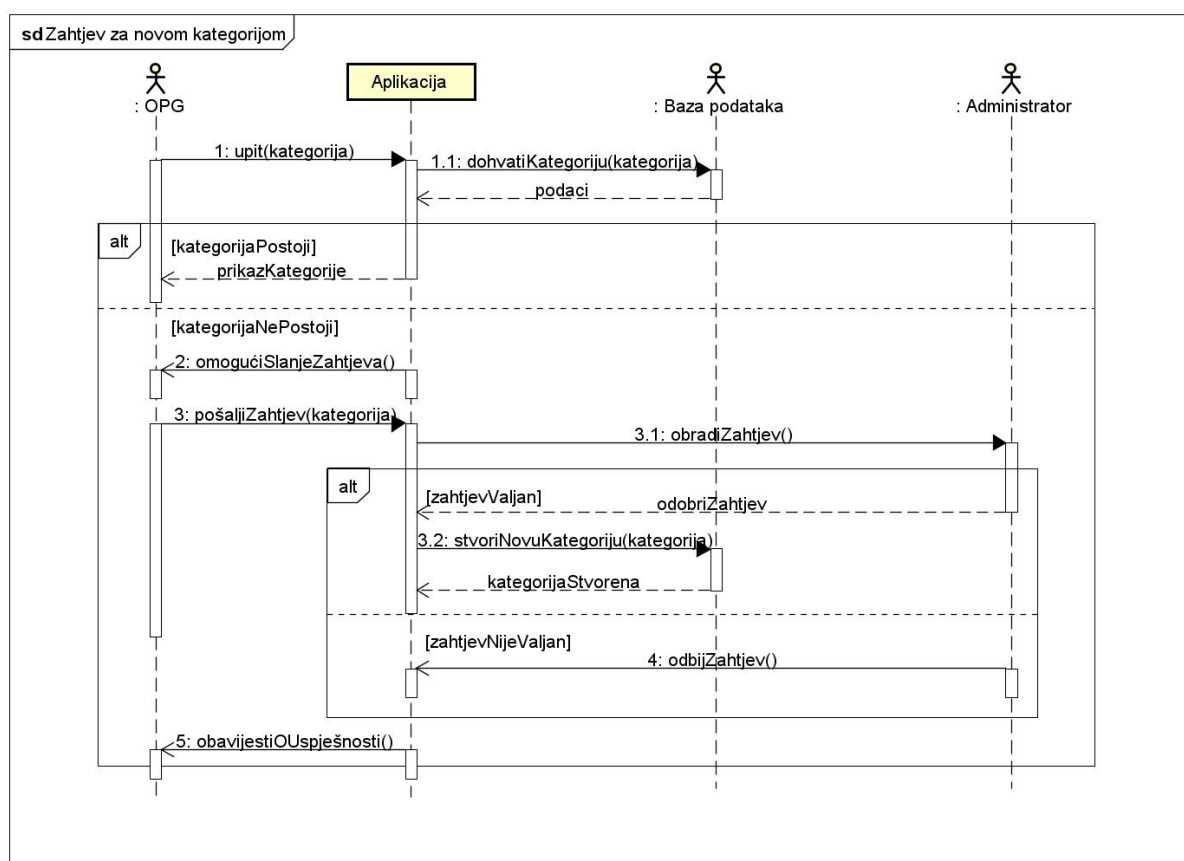 sd Zahtjev za novom kategorijom
: OPG
Aplikacija
: Baza podataka
: Administrator
1: upit(kategorija)
1.1: dohvatiKategoriju(kategorija)
podaci
alt
[kategorijaPostoji]
prikazKategorije
[kategorijaNePostoji]
2: omogućiSlanjeZahtjeva()
3: pošaljiZahtjev(kategorija)
3.1: obradiZahtjev()
alt
[zahtjevValjan]
odobriZahtjev
3.2: stvoriNovuKategoriju(kategorija)
kategorijaStvorena
[zahtjevNijeValjan]
4: odbijZahtjev()
5: obavijestiOUspješnosti()